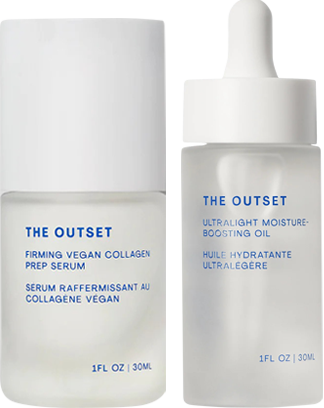 THE OUTSET
FIRMING VEGAN COLLAGEN
PREP SERUM
SÉRUM RAFFERMISSANT AU
COLLAGÈNE VÉGAN
1FL OZ | 30ML
THE OUTSET
ULTRALIGHT MOISTURE-
BOOSTING OIL
HUILE HYDRATANTE
ULTRALÉGÈRE
1FL OZ | 30ML